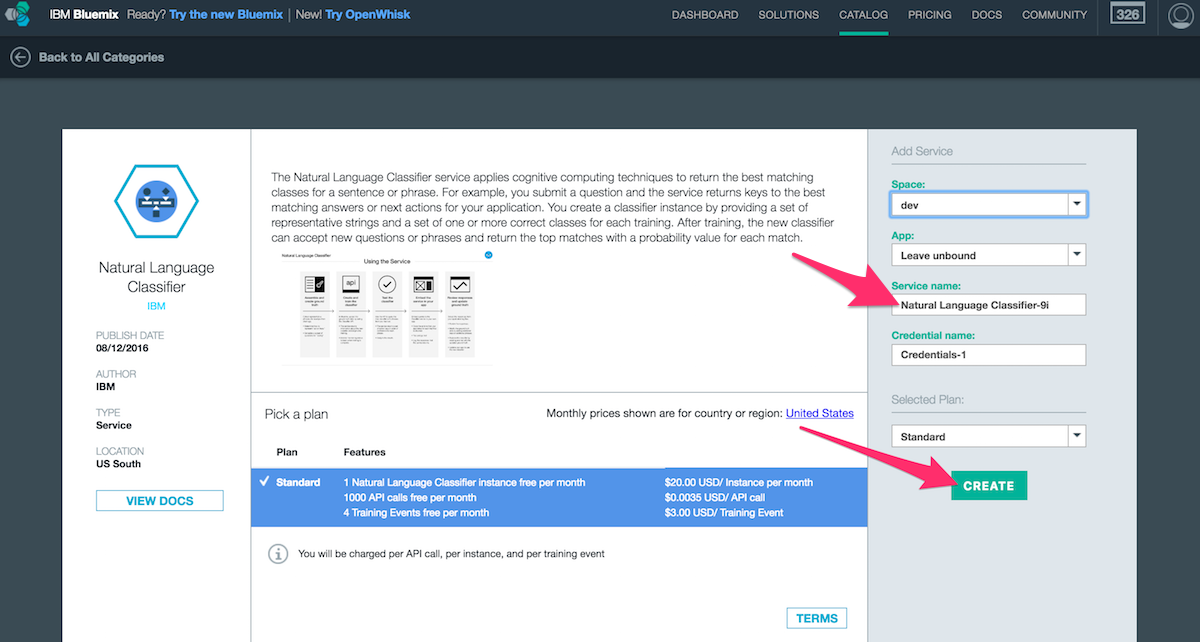 IBM Bluemix Ready? Try the new Bluemix | New! Try OpenWhisk
DASHBOARD SOLUTIONS CATALOG PRICING DOCS COMMUNITY 326
Back to All Categories
Natural Language
Classifier
IBM
PUBLISH DATE
08/12/2016
AUTHOR
IBM
TYPE
Service
LOCATION
US South
VIEW DOCS
The Natural Language Classifier service applies cognitive computing techniques to return the best matching
classes for a sentence or phrase. For example, you submit a question and the service returns keys to the best
matching answers or next actions for your application. You create a classifier instance by providing a set of
representative strings and a set of one or more correct classes for each training. After training, the new classifier
can accept new questions or phrases and return the top matches with a probability value for each match.
Natural Language Classifier
Using the Service
api
Pick a plan
Monthly prices shown are for country or region: United States
Plan Features
Standard 1 Natural Language Classifier instance free per month $20.00 USD/ Instance per month
1000 API calls free per month $0.0035 USD/ API call
4 Training Events free per month $3.00 USD/ Training Event
You will be charged per API call, per instance, and per training event
TERMS
Add Service
Space:
dev
App:
Leave unbound
Service name:
Natural Language Classifier-9i
Credential name:
Credentials-1
Selected Plan:
Standard
CREATE